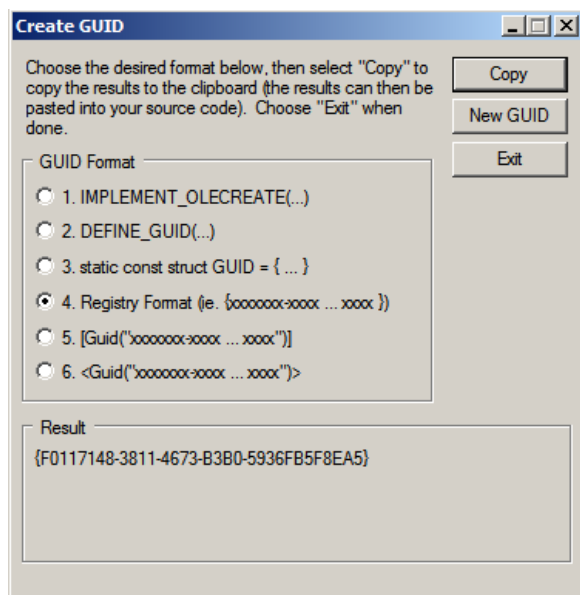 Create GUID
Choose the desired format below, then select "Copy" to
copy the results to the clipboard (the results can then be
pasted into your source code).  Choose "Exit" when
done.
Copy
New GUID
Exit
GUID Format
1. IMPLEMENT_OLECREATE(...)
2. DEFINE_GUID(...)
3. static const struct GUID = { ... }
4. Registry Format (ie. {xxxxxxx-xxxx ... xxxx })
5. [Guid("xxxxxxx-xxxx ... xxxx")]
6. <Guid("xxxxxxx-xxxx ... xxxx")>
Result
{F0117148-3811-4673-B3B0-5936FB5F8EA5}